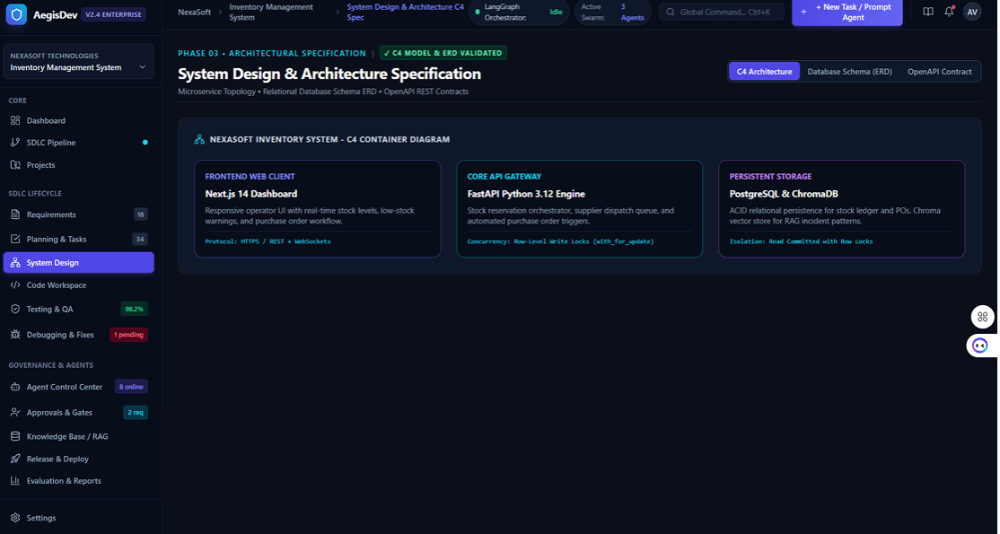 AegisDev V2.4 ENTERPRISE
NEXASOFT TECHNOLOGIES
Inventory Management System
CORE
Dashboard
SDLC Pipeline
Projects
SDLC LIFECYCLE
Requirements 18
Planning & Tasks 34
System Design
Code Workspace
Testing & QA 98.2%
Debugging & Fixes 1 pending
GOVERNANCE & AGENTS
Agent Control Center 8 online
Approvals & Gates 2 req
Knowledge Base / RAG
Release & Deploy
Evaluation & Reports
Settings
NexaSoft
Inventory Management
System
System Design & Architecture C4
Spec
LangGraph
Orchestrator:
Idle
Active
Swarm:
3
Agents
Global Command... Ctrl+K
+ + New Task / Prompt
Agent
AV
PHASE 03 • ARCHITECTURAL SPECIFICATION | ✓ C4 MODEL & ERD VALIDATED
System Design & Architecture Specification
Microservice Topology • Relational Database Schema ERD • OpenAPI REST Contracts
C4 Architecture
Database Schema (ERD)
OpenAPI Contract
NEXASOFT INVENTORY SYSTEM - C4 CONTAINER DIAGRAM
FRONTEND WEB CLIENT
Next.js 14 Dashboard
Responsive operator UI with real-time stock levels, low-stock
warnings, and purchase order workflow.
Protocol: HTTPS / REST + WebSockets
CORE API GATEWAY
FastAPI Python 3.12 Engine
Stock reservation orchestrator, supplier dispatch queue, and
automated purchase order triggers.
Concurrency: Row-Level Write Locks (with_for_update)
PERSISTENT STORAGE
PostgreSQL & ChromaDB
ACID relational persistence for stock ledger and POs. Chroma
vector store for RAG incident patterns.
Isolation: Read Committed with Row Locks